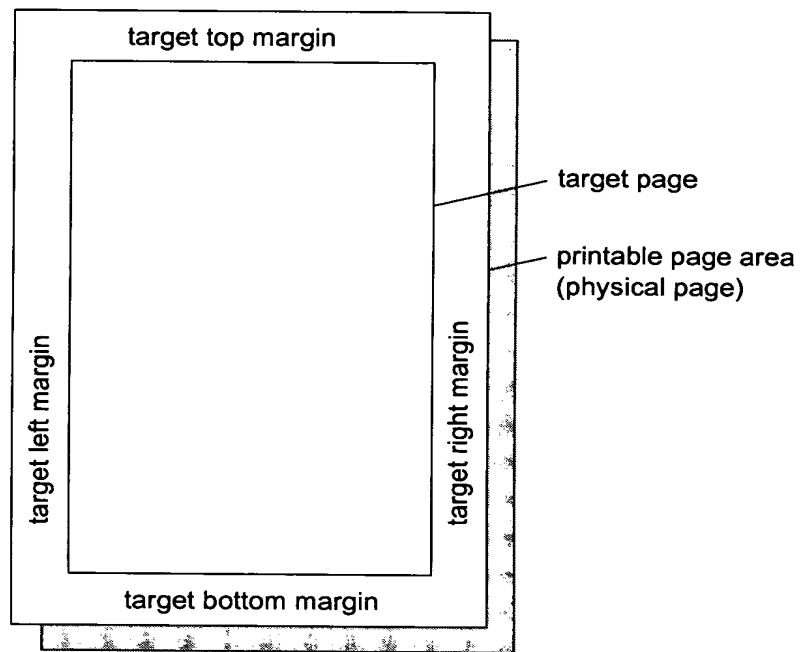 target top margin
target page
printable page area
(physical page)
target left margin
target right margin
target bottom margin